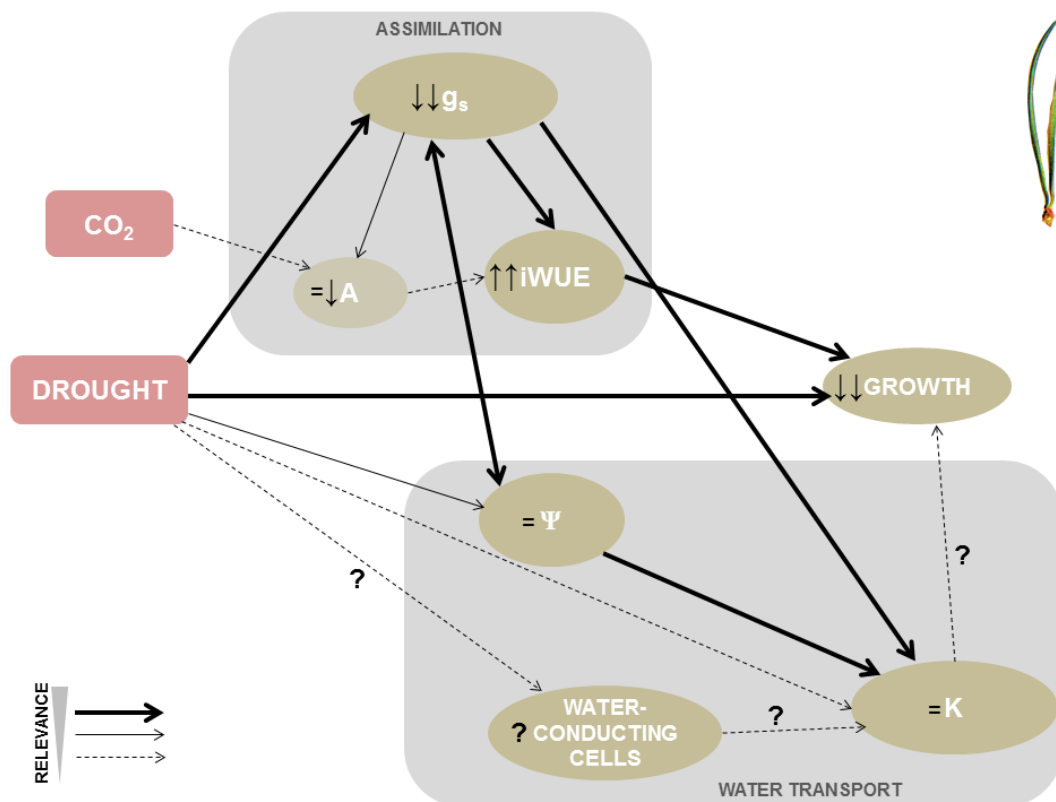 ASSIMILATION
↓↓gₛ
CO₂
=↓A
↑↑iWUE
DROUGHT
↓↓GROWTH
= Ψ
?
?
RELEVANCE
WATER-
? CONDUCTING
CELLS
?
= K
WATER TRANSPORT